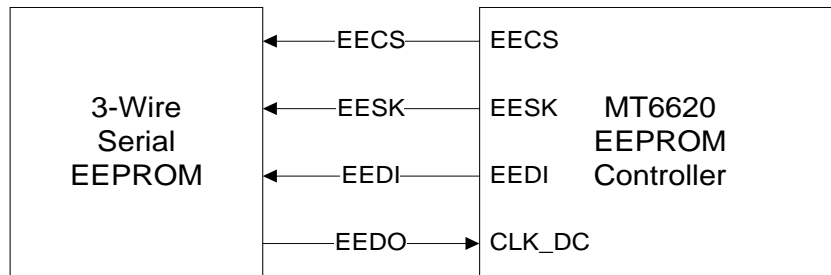 EECS
EECS
3-Wire
Serial
EEPROM
EESK
EESK
MT6620
EEPROM
Controller
EEDI
EEDI
EEDO
CLK_DC